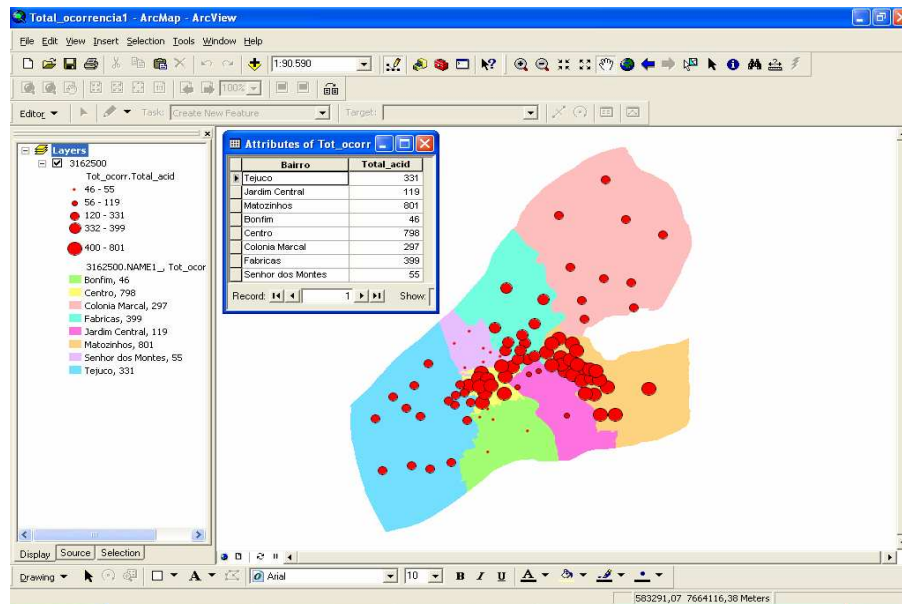 Total_ocorrencia1 - ArcMap - ArcView
File Edit View Insert Selection Tools Window Help
1:90.590
100%
Editor Task: Create New Feature Target:
Layers
3162500
Tot_ocorr.Total_acid
46 - 55
56 - 119
120 - 331
332 - 399
400 - 801
3162500.NAME1_, Tot_ocor
Bonfim, 46
Centro, 798
Colonia Marcal, 297
Fabricas, 399
Jardim Central, 119
Matozinhos, 801
Senhor dos Montes, 55
Tejuco, 331
Attributes of Tot_ocorr
Bairro Total_acid
Tejuco 331
Jardim Central 119
Matozinhos 801
Bonfim 46
Centro 798
Colonia Marcal 297
Fabricas 399
Senhor dos Montes 55
Record: 1 Show:
Display Source Selection
Drawing A Arial 10 B I U A
583291,07 7664116,38 Meters